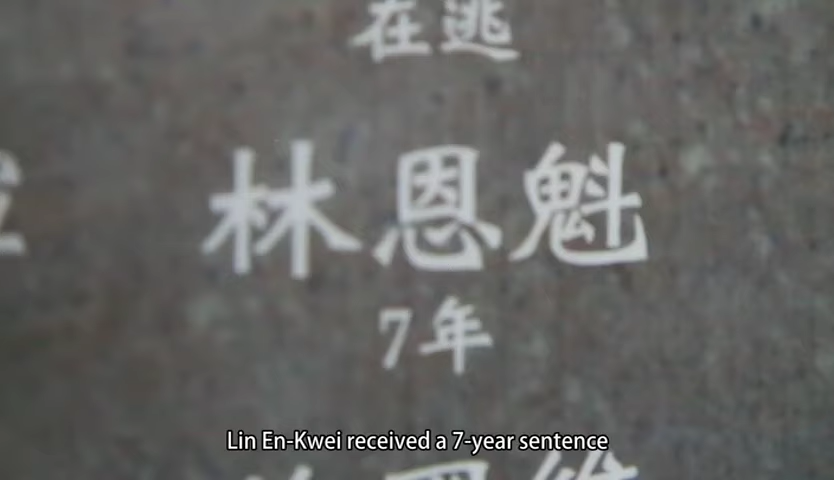 在逃
林恩魁
7年
Lin En-Kwei received a 7-year sentence